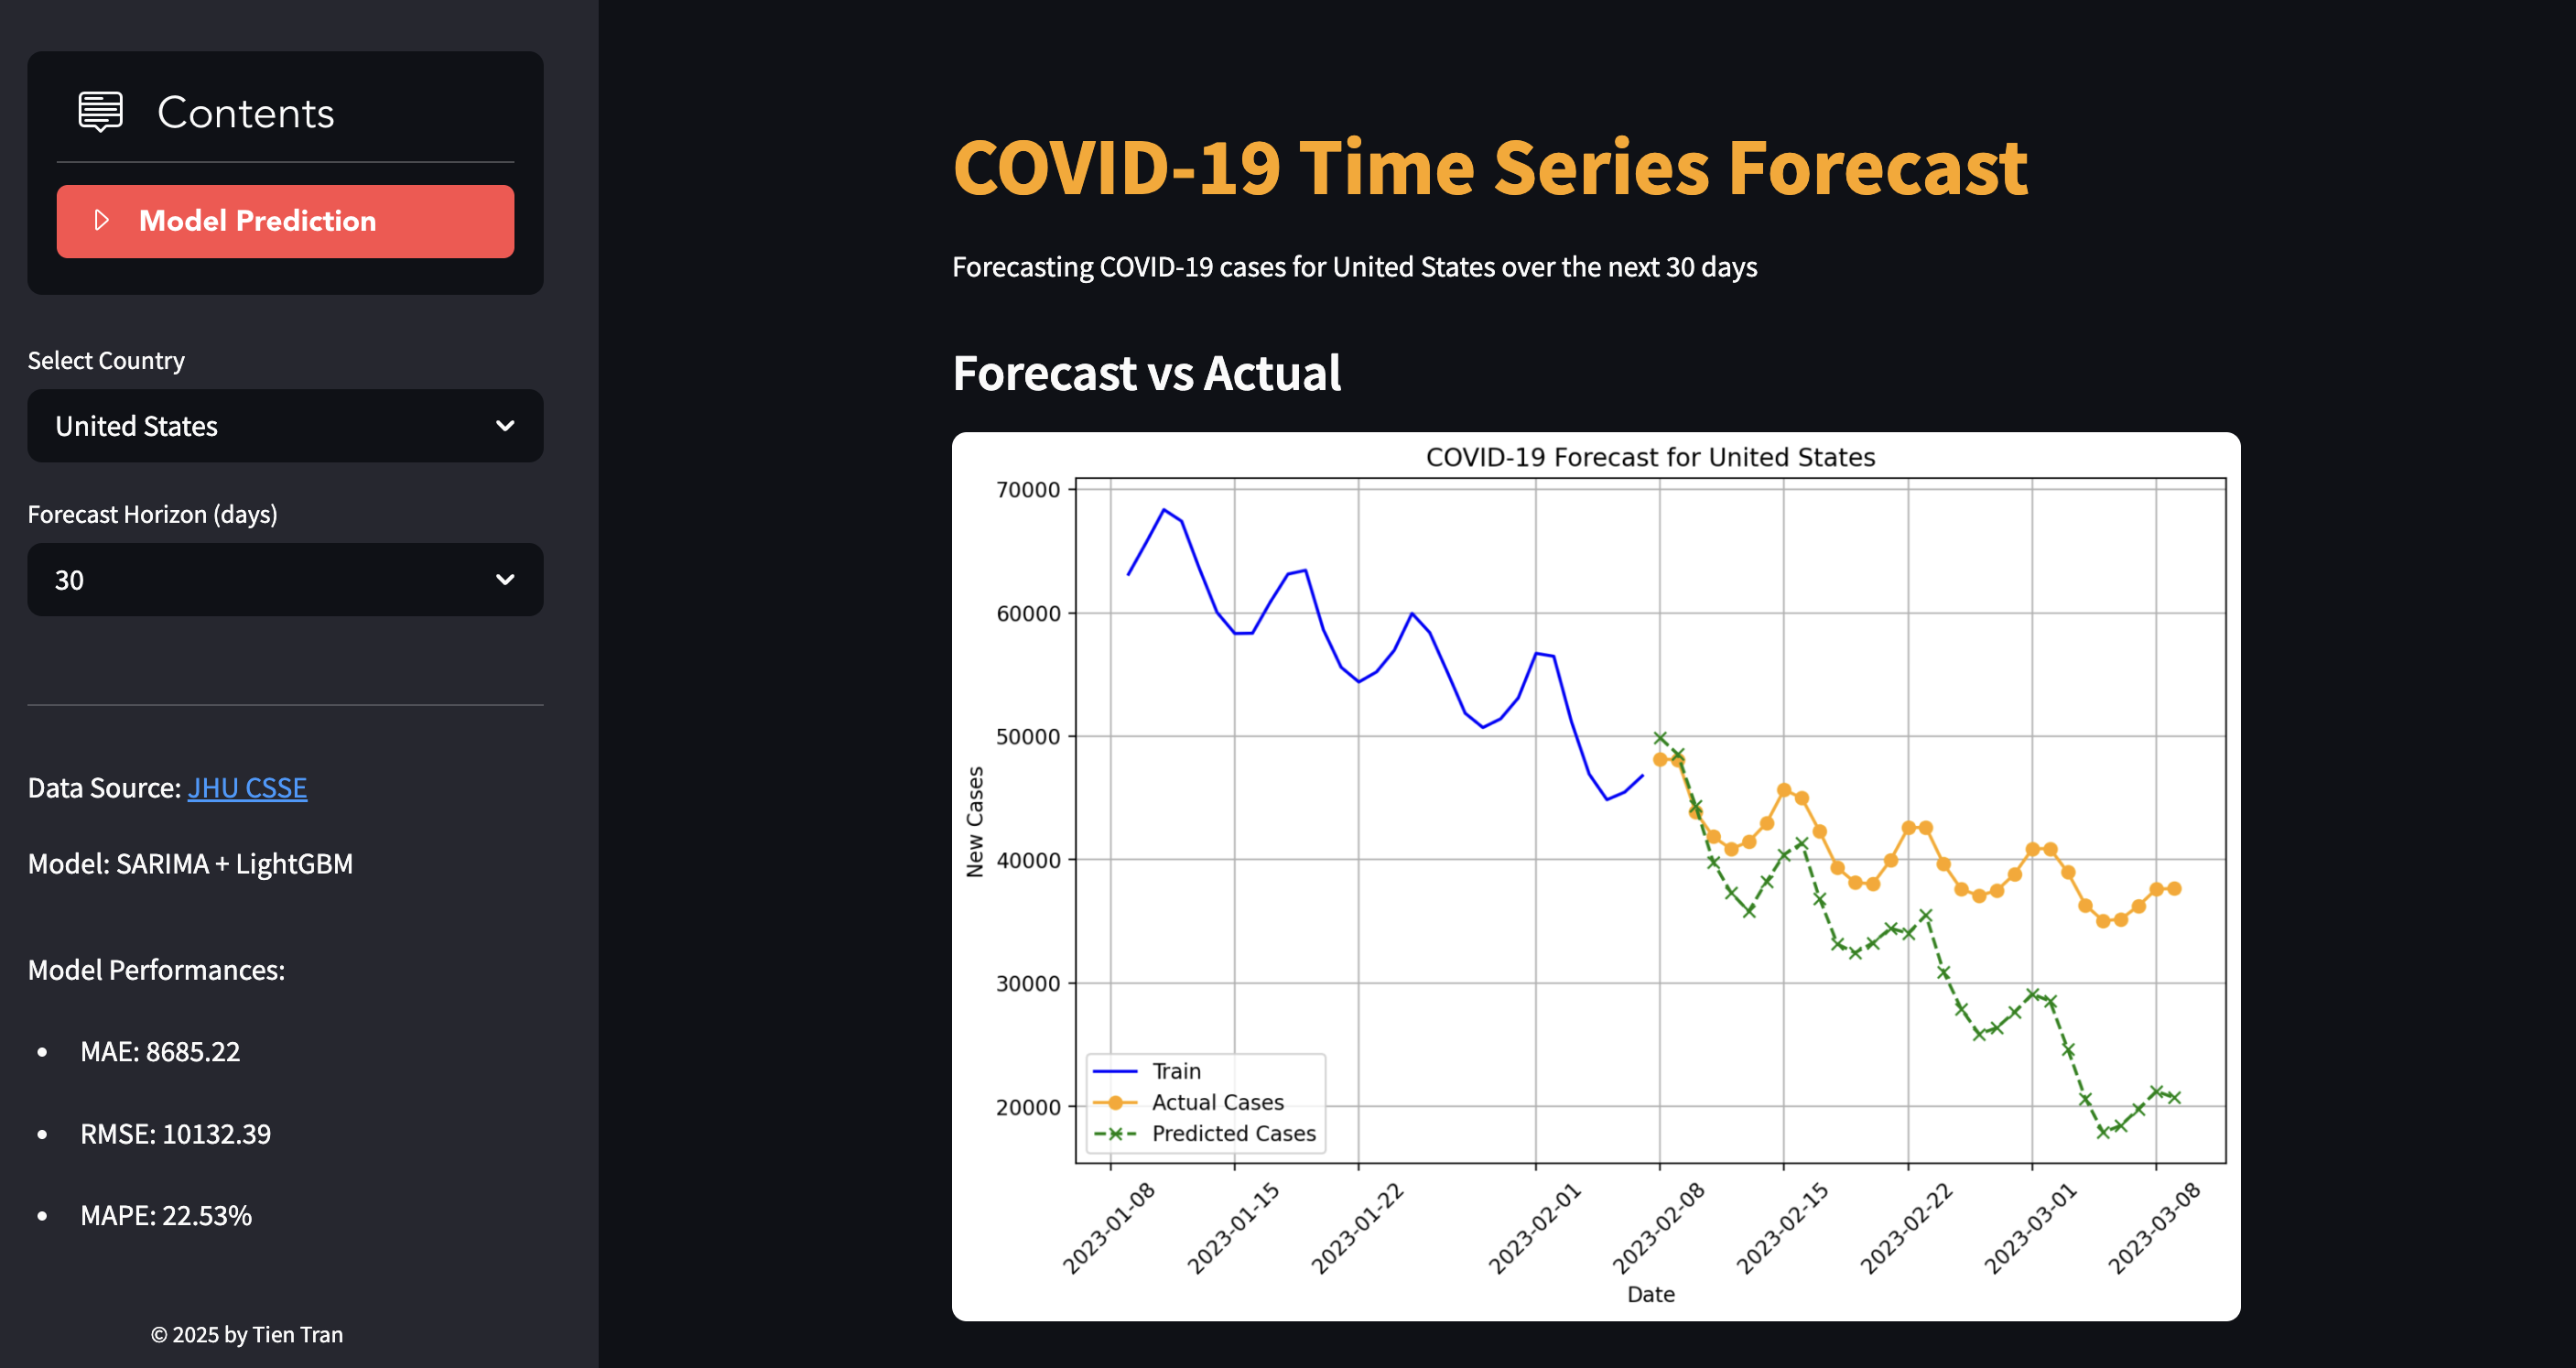 Contents
Model Prediction
Select Country
United States
Forecast Horizon (days)
30
Data Source: JHU CSSE
Model: SARIMA + LightGBM
Model Performances:
• MAE: 8685.22
• RMSE: 10132.39
• MAPE: 22.53%
© 2025 by Tien Tran
COVID-19 Time Series Forecast
Forecasting COVID-19 cases for United States over the next 30 days
Forecast vs Actual
COVID-19 Forecast for United States
New Cases
70000
60000
50000
40000
30000
20000
Train
Actual Cases
Predicted Cases
2023-01-08
2023-01-15
2023-01-22
2023-02-01
2023-02-08
2023-02-15
2023-02-22
2023-03-01
2023-03-08
Date